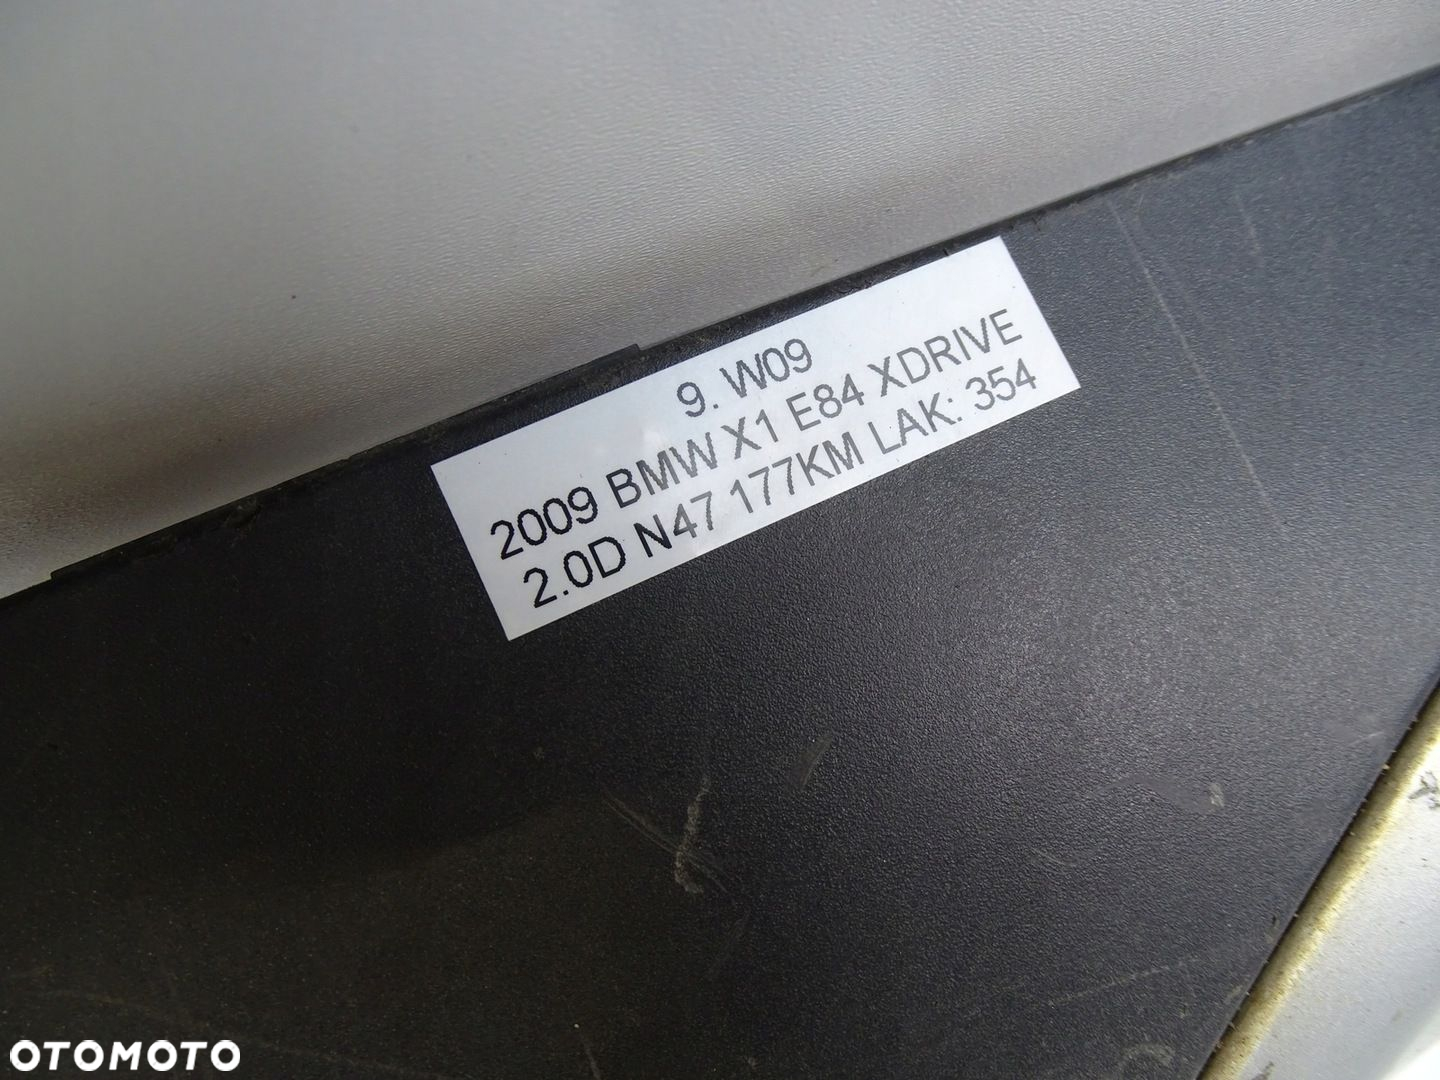 9. W09
2009 BMW X1 E84 XDRIVE
2.0D N47 177KM LAK: 354
OTOMOTO